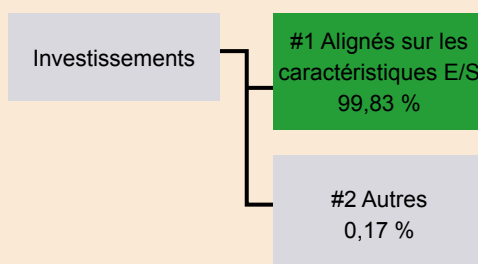 Investissements
#1 Alignés sur les
caractéristiques E/S
99,83 %
#2 Autres
0,17 %